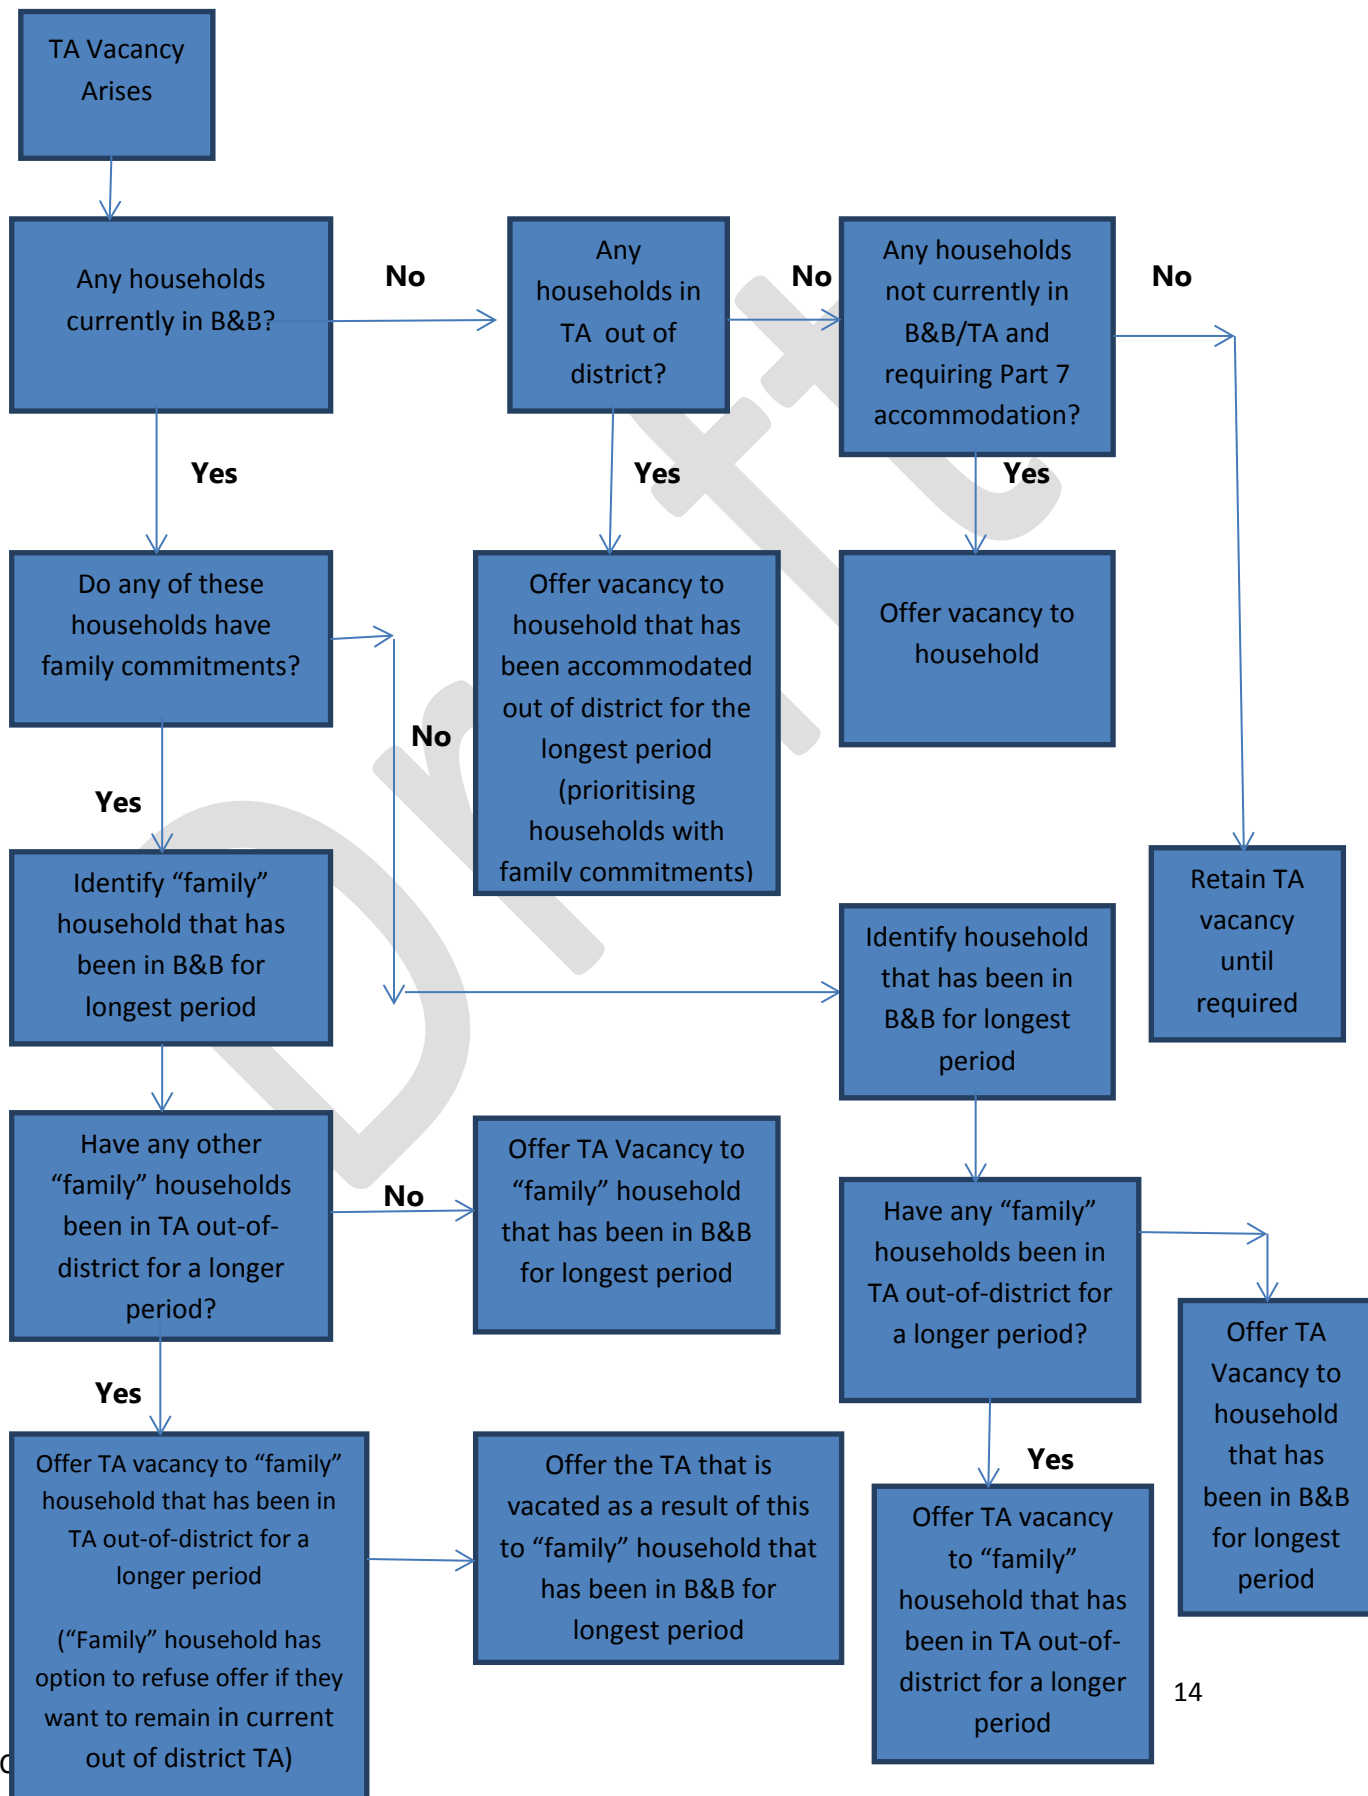 TA Vacancy
Arises
Any households
currently in B&B?
No
Any
households in
TA out of
district?
No
Any households
not currently in
B&B/TA and
requiring Part 7
accommodation?
No
Yes
Yes
Yes
Do any of these
households have
family commitments?
No
Offer vacancy to
household that has
been accommodated
out of district for the
longest period
(prioritising
households with
family commitments)
Offer vacancy to
household
Yes
Identify “family”
household that has
been in B&B for
longest period
Identify household
that has been in
B&B for longest
period
Retain TA
vacancy
until
required
Have any other
“family” households
been in TA out-of-
district for a longer
period?
No
Offer TA Vacancy to
“family” household
that has been in B&B
for longest period
Have any “family”
households been in
TA out-of-district for
a longer period?
Offer TA
Vacancy to
household
that has
been in B&B
for longest
period
Yes
Yes
Offer TA vacancy to “family”
household that has been in
TA out-of-district for a
longer period
(“Family” household has
option to refuse offer if they
want to remain in current
out of district TA)
Offer the TA that is
vacated as a result of this
to “family” household that
has been in B&B for
longest period
Offer TA vacancy
to “family”
household that has
been in TA out-of-
district for a longer
period
14
Draft